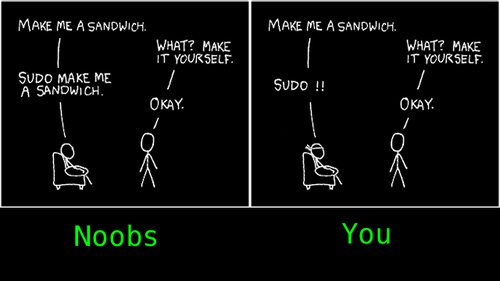 MAKE ME A SANDWICH.
WHAT? MAKE
IT YOURSELF.
SUDO MAKE ME
A SANDWICH.
OKAY.
MAKE ME A SANDWICH.
WHAT? MAKE
IT YOURSELF.
SUDO !!
OKAY.
Noobs
You